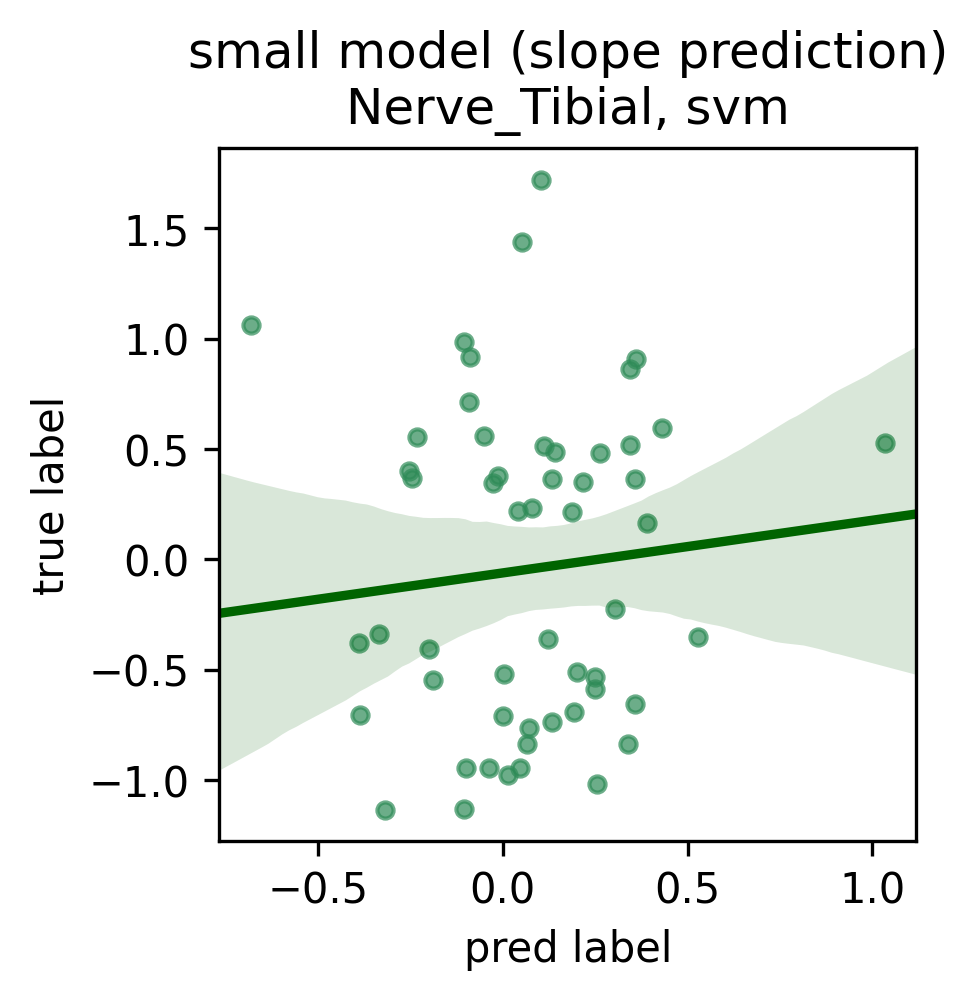 small model (slope prediction)
Nerve_Tibial, svm
1.5
1.0
0.5
0.0
−0.5
−1.0
true label
−0.5
0.0
0.5
1.0
pred label